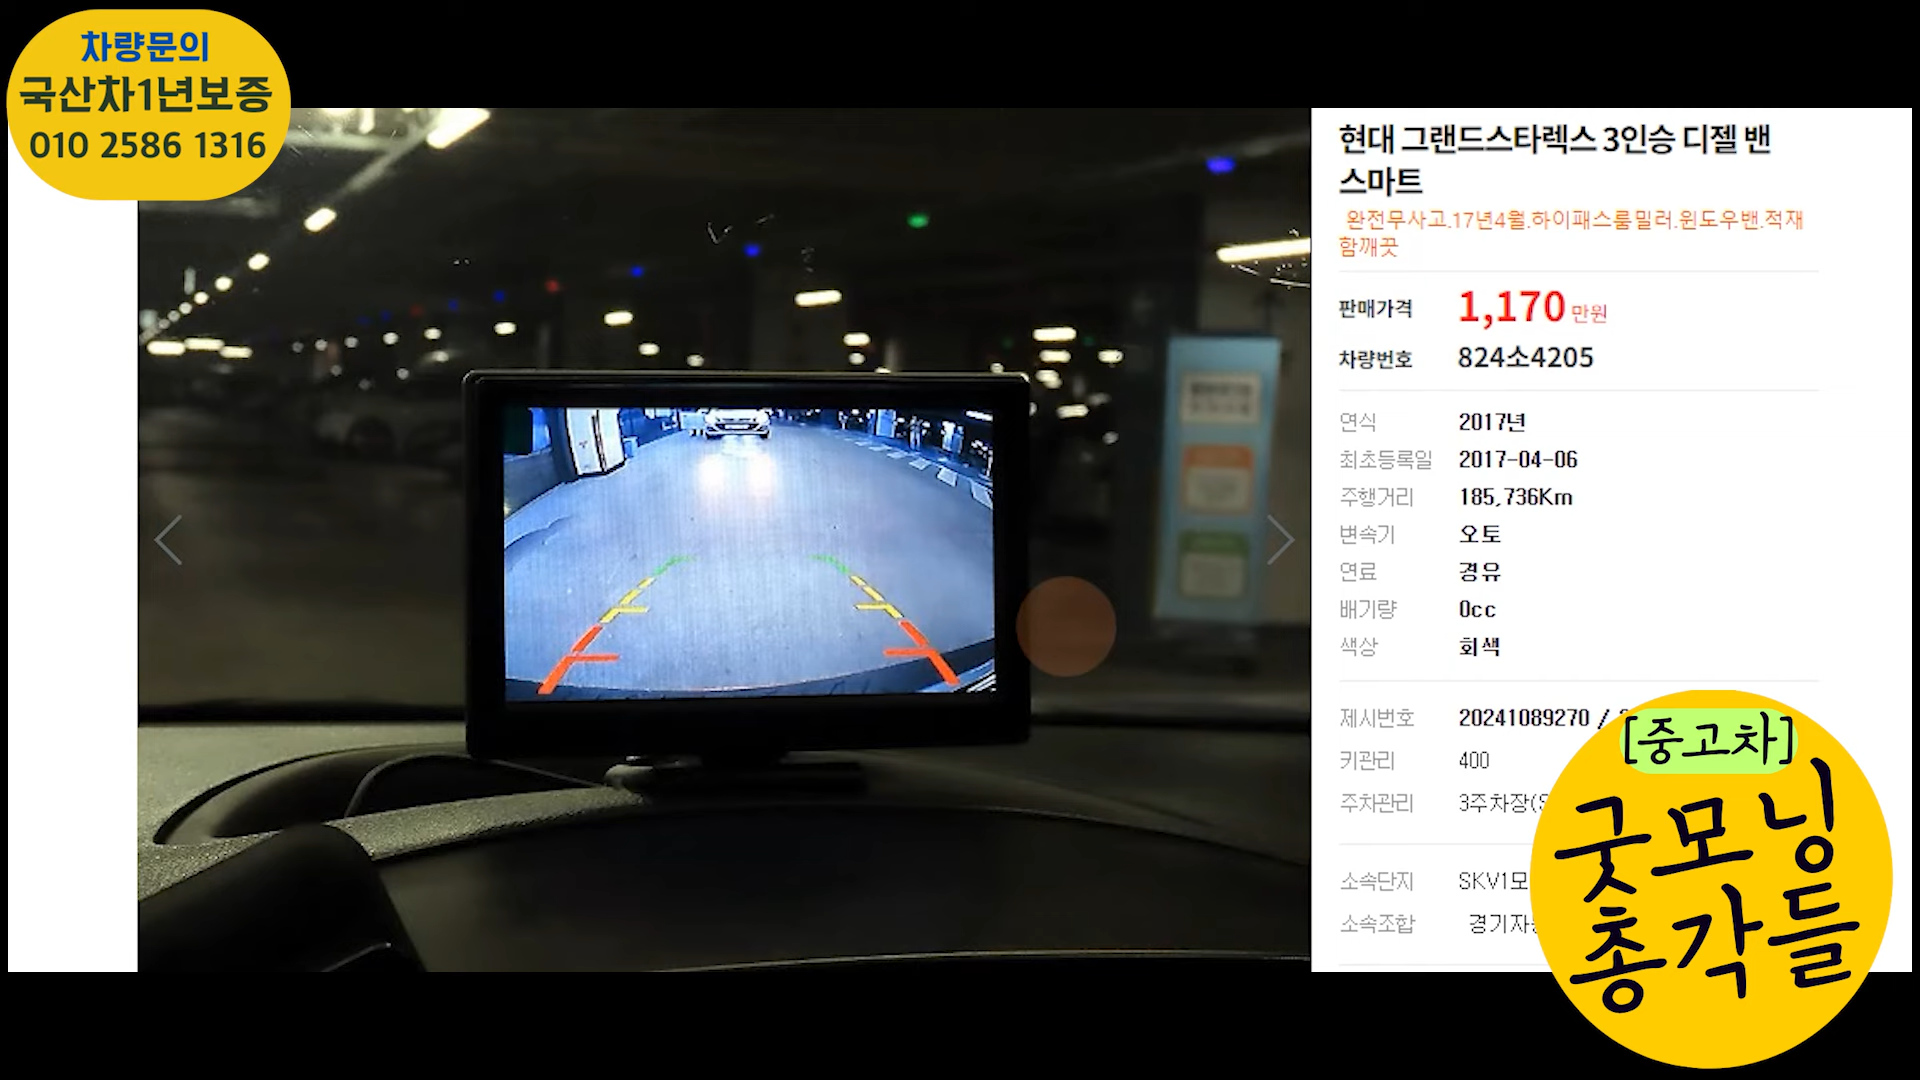 차량문의
국산차1년보증
010 2586 1316
현대 그랜드스타렉스 3인승 디젤 밴
스마트
완전무사고.17년4월.하이패스룸밀러.윈도우밴.적재
함깨끗
판매가격 1,170 만원
차량번호 824소4205
연식 2017년
최초등록일 2017-04-06
주행거리 185,736Km
변속기 오토
연료 경유
배기량 0cc
색상 회색
제시번호 20241089270 /
키관리 400
주차관리 3주차장(S
소속단지 SKV1모
소속조합 경기자
[중고차]
굿모닝
총각들